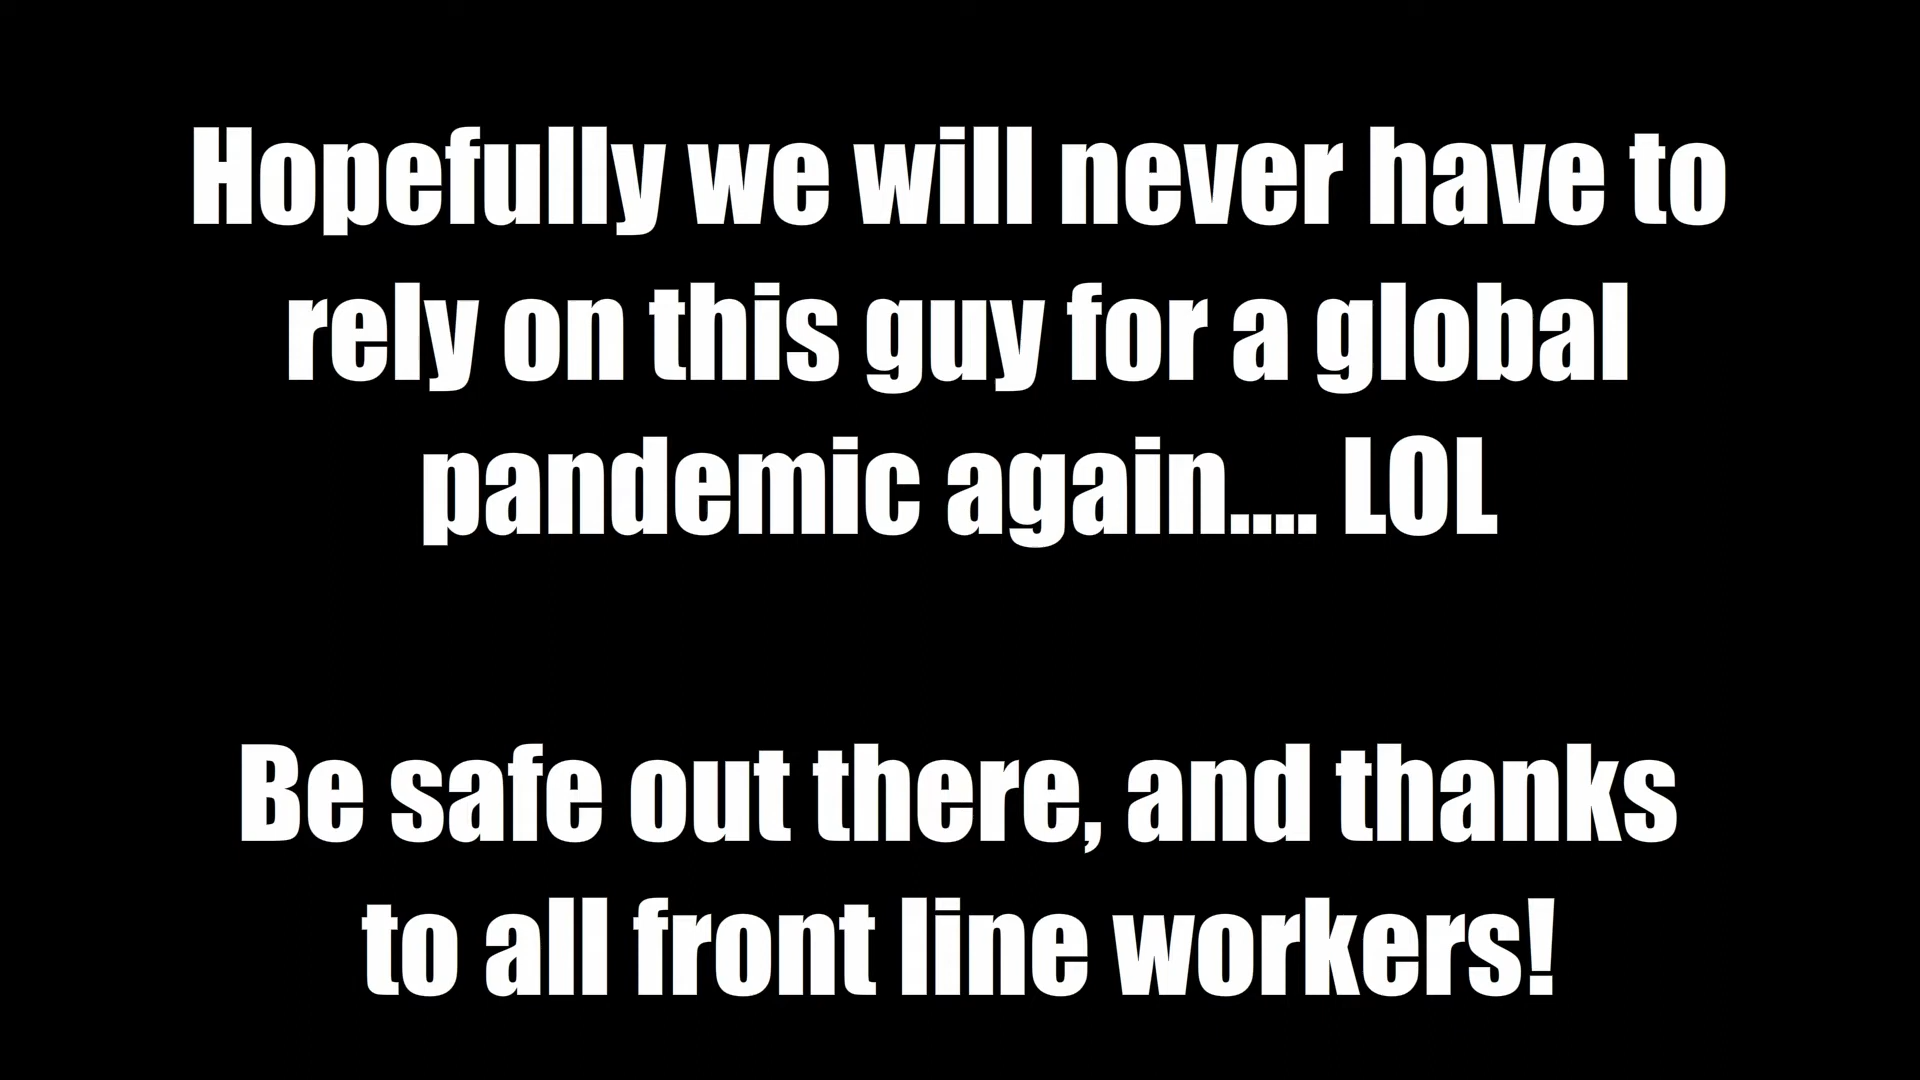 Hopefully we will never have to
rely on this guy for a global
pandemic again.... LOL
Be safe out there, and thanks
to all front line workers!